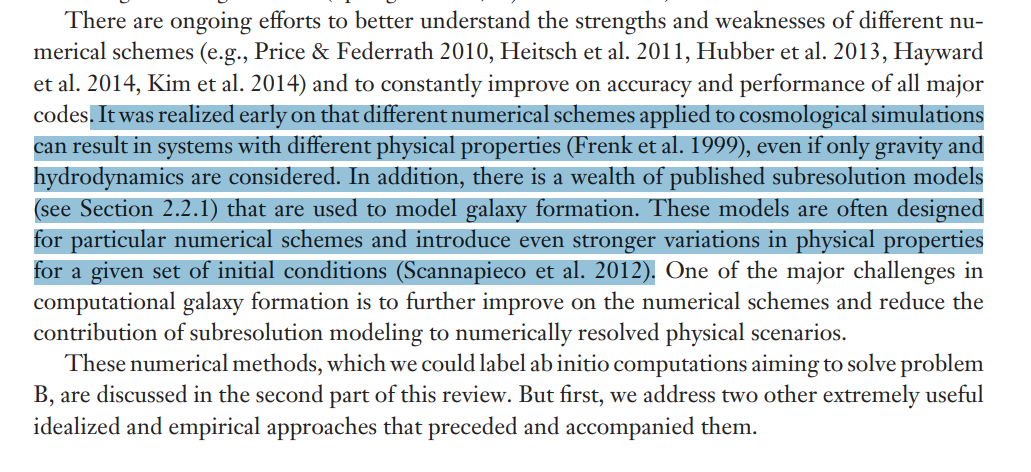 There are ongoing efforts to better understand the strengths and weaknesses of different nu-
merical schemes (e.g., Price & Federrath 2010, Heitsch et al. 2011, Hubber et al. 2013, Hayward
et al. 2014, Kim et al. 2014) and to constantly improve on accuracy and performance of all major
codes. It was realized early on that different numerical schemes applied to cosmological simulations
can result in systems with different physical properties (Frenk et al. 1999), even if only gravity and
hydrodynamics are considered. In addition, there is a wealth of published subresolution models
(see Section 2.2.1) that are used to model galaxy formation. These models are often designed
for particular numerical schemes and introduce even stronger variations in physical properties
for a given set of initial conditions (Scannapieco et al. 2012). One of the major challenges in
computational galaxy formation is to further improve on the numerical schemes and reduce the
contribution of subresolution modeling to numerically resolved physical scenarios.
These numerical methods, which we could label ab initio computations aiming to solve problem
B, are discussed in the second part of this review. But first, we address two other extremely useful
idealized and empirical approaches that preceded and accompanied them.